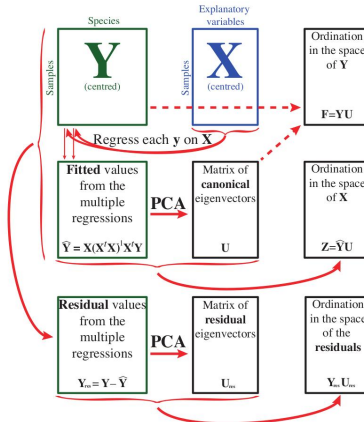 Species
Explanatory
variables
Samples
Y
(centred)
Samples
X
(centred)
Ordination
in the space
of Y
F=YU
Regress each y on X
Fitted values
from the
multiple
regressions
Ŷ = X(X'X)⁻¹X'Y
PCA
Matrix of
canonical
eigenvectors
U
Ordination
in the space
of X
Z=ŶU
Residual values
from the
multiple
regressions
Yres = Y – Ŷ
PCA
Matrix of
residual
eigenvectors
Ures
Ordination
in the space
of the
residuals
Yres Ures